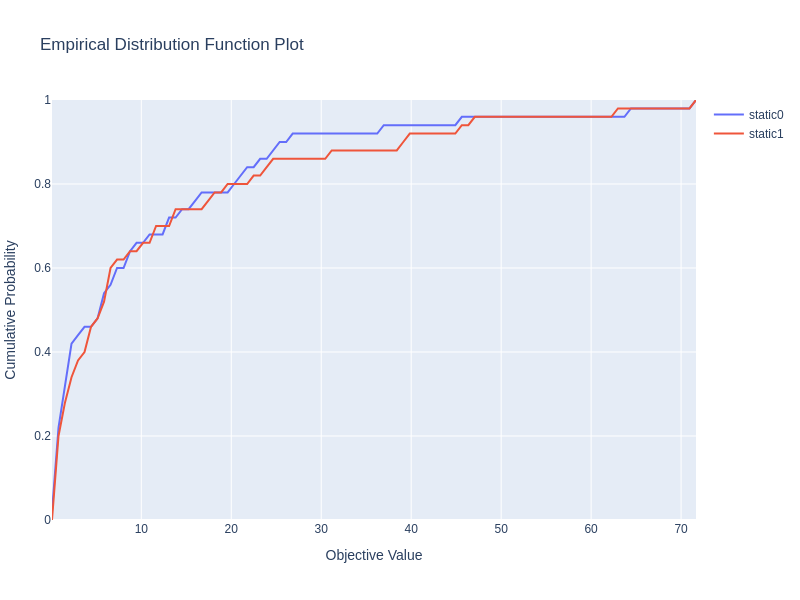 Empirical Distribution Function Plot
static0
static1
1
0.8
0.6
0.4
0.2
0
10
20
30
40
50
60
70
Objective Value
Cumulative Probability